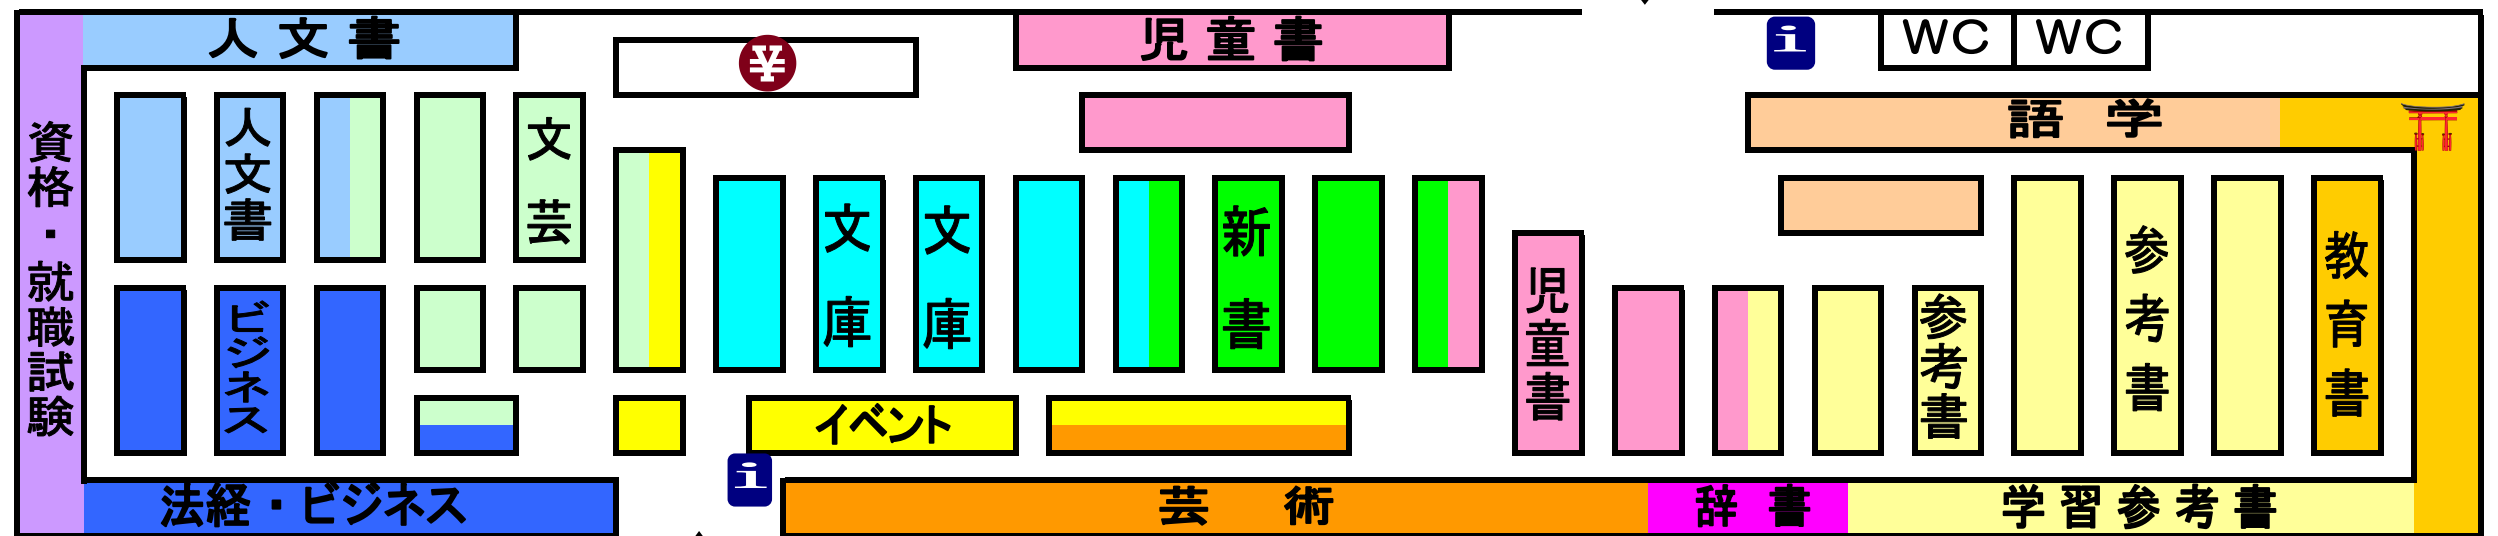 人文書
児童書
WC
WC
i
¥
資格・就職試験
人文書
文芸
語学
文庫
文庫
新書
児童書
参考書
参考書
教育書
ビジネス
イベント
i
法経・ビジネス
芸術
辞書
学習参考書